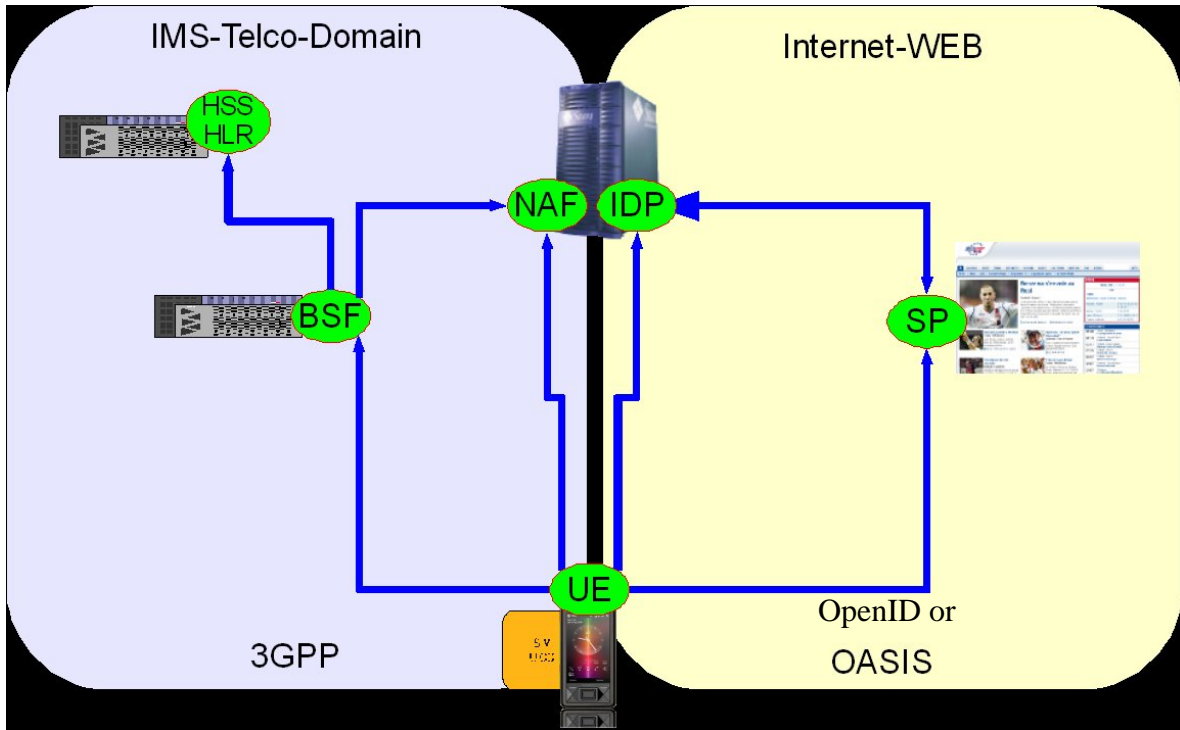 IMS-Telco-Domain
Internet-WEB
HSS
HLR
NAF
IDP
BSF
SP
UE
OpenID or
3GPP
OASIS